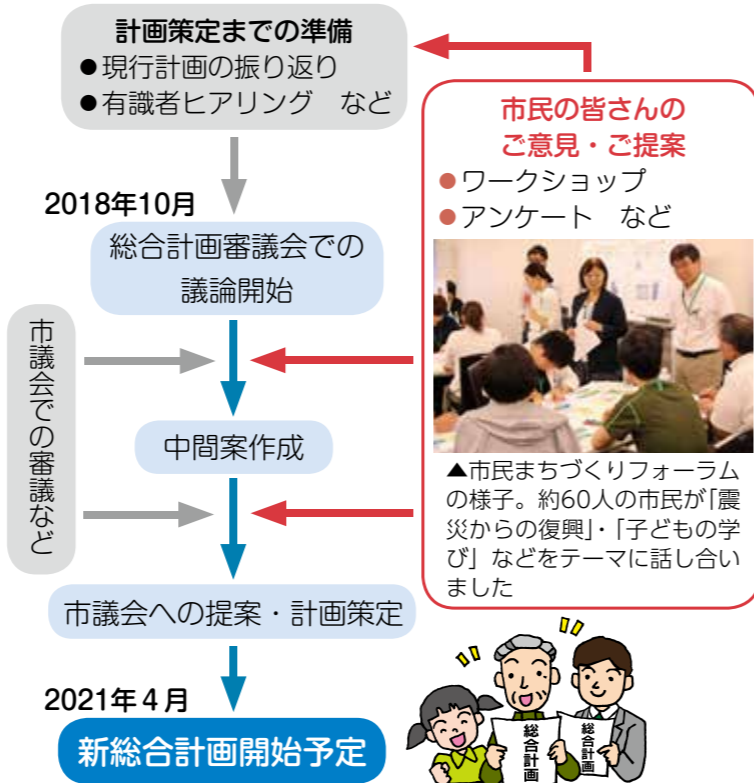 計画策定までの準備
●現行計画の振り返り
●有識者ヒアリング　など
市民の皆さんの
ご意見・ご提案
●ワークショップ
●アンケート　など
▲市民まちづくりフォーラム
の様子。約60人の市民が「震
災からの復興」・「子どもの学
び」などをテーマに話し合い
ました
2018年10月
総合計画審議会での
議論開始
市議会での審議など
中間案作成
市議会への提案・計画策定
2021年４月
新総合計画開始予定
総合計画
総合計画